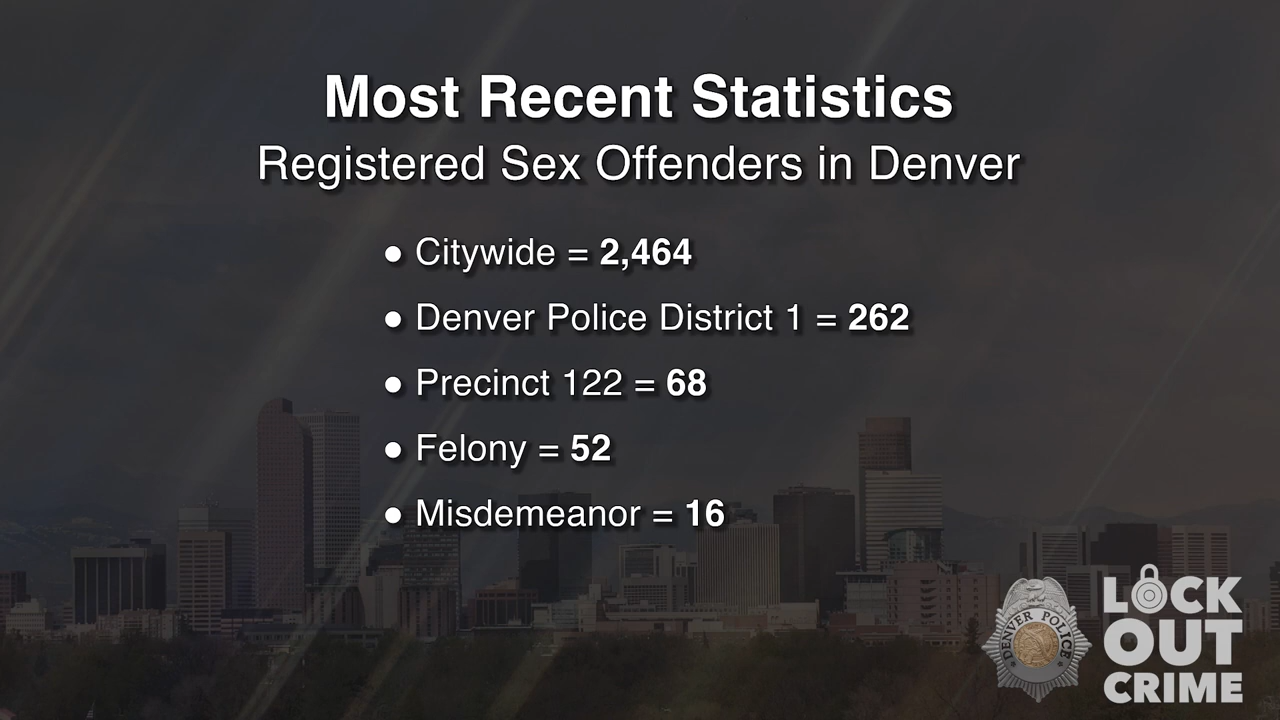 Most Recent Statistics
Registered Sex Offenders in Denver
● Citywide = 2,464
● Denver Police District 1 = 262
● Precinct 122 = 68
● Felony = 52
● Misdemeanor = 16
DENVER POLICE
LOCK
OUT
CRIME